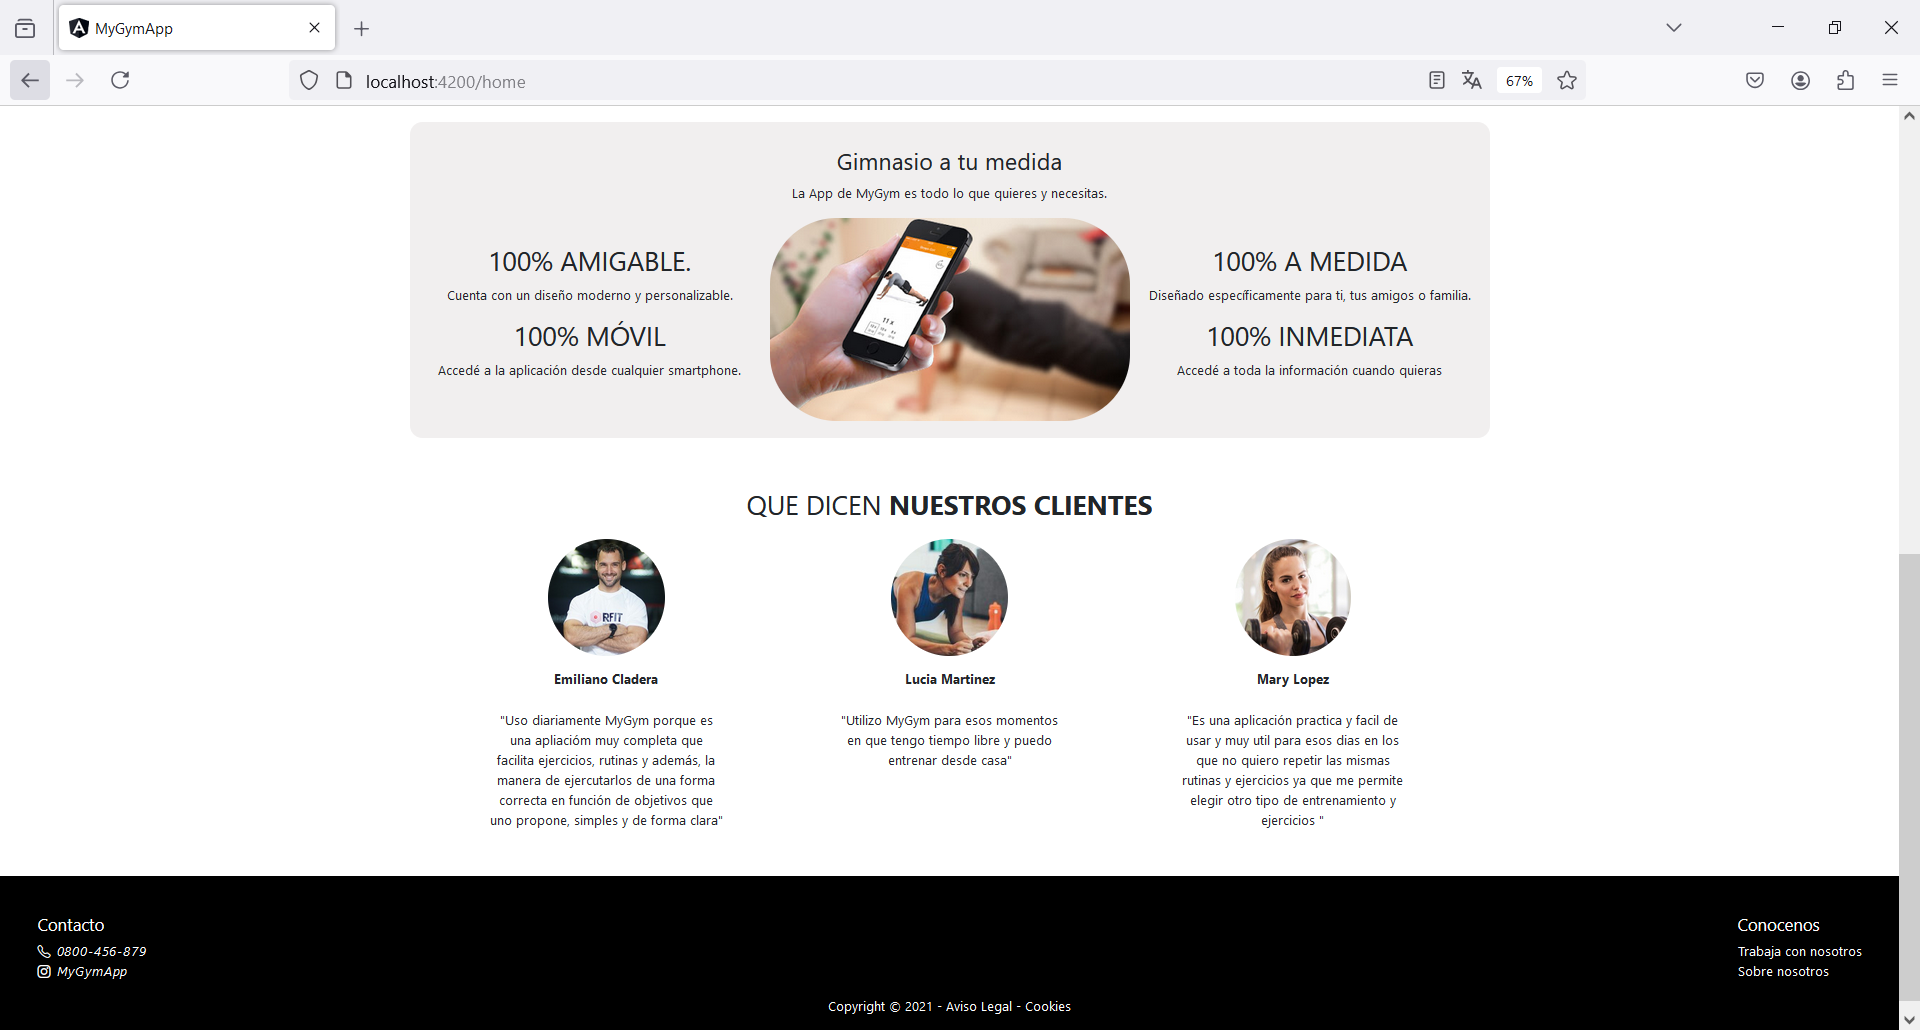 MyGymApp
localhost:4200/home
67%
Gimnasio a tu medida
La App de MyGym es todo lo que quieres y necesitas.
100% AMIGABLE.
Cuenta con un diseño moderno y personalizable.
100% MÓVIL
Accedé a la aplicación desde cualquier smartphone.
11 x
100% A MEDIDA
Diseñado específicamente para ti, tus amigos o familia.
100% INMEDIATA
Accedé a toda la información cuando quieras
QUE DICEN NUESTROS CLIENTES
RFIT
Emiliano Cladera
"Uso diariamente MyGym porque es
una apliacióm muy completa que
facilita ejercicios, rutinas y además, la
manera de ejercutarlos de una forma
correcta en función de objetivos que
uno propone, simples y de forma clara"
Lucia Martinez
"Utilizo MyGym para esos momentos
en que tengo tiempo libre y puedo
entrenar desde casa"
Mary Lopez
"Es una aplicación practica y facil de
usar y muy util para esos dias en los
que no quiero repetir las mismas
rutinas y ejercicios ya que me permite
elegir otro tipo de entrenamiento y
ejercicios "
Contacto
0800-456-879
MyGymApp
Conocenos
Trabaja con nosotros
Sobre nosotros
Copyright © 2021 - Aviso Legal - Cookies